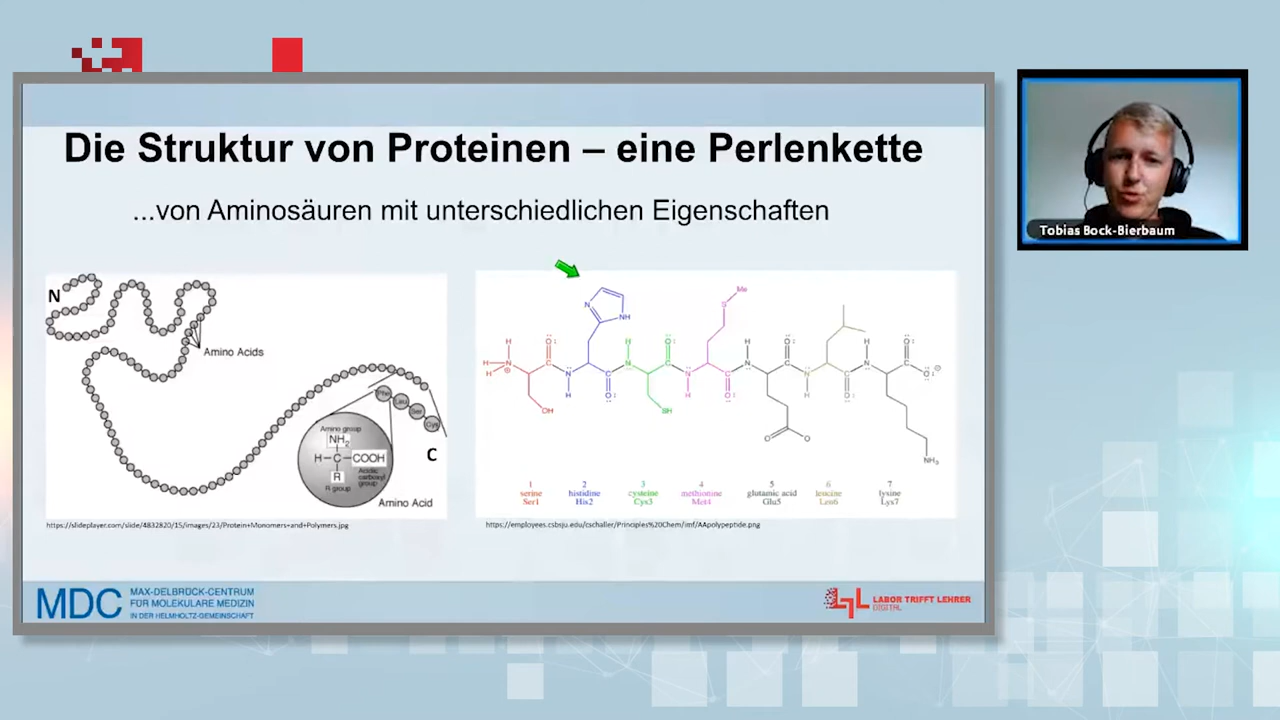 Die Struktur von Proteinen – eine Perlenkette
...von Aminosäuren mit unterschiedlichen Eigenschaften
N
Amino Acids
Phe
Leu
Ser
Cys
C
Amino group
NH2
H–C–COOH
R
Acidic
carboxyl
group
R group
Amino Acid
https://slideplayer.com/slide/4832820/15/images/23/Protein+Monomers+and+Polymers.jpg
N
NH
S
Me
H
H
H
N
⊕
C
O
OH
N
H
C
O
H
N
C
O
SH
N
H
C
O
H
N
C
O
O
O
N
H
C
O
H
N
C
O
O
⊖
NH3
1 2 3 4 5 6 7
serine histidine cysteine methionine glutamic acid leucine lysine
Ser1 His2 Cys3 Met4 Glu5 Leu6 Lys7
https://employees.csbsju.edu/cschaller/Principles%20Chem/imf/AApolypeptide.png
MDC
MAX-DELBRÜCK-CENTRUM
FÜR MOLEKULARE MEDIZIN
IN DER HELMHOLTZ-GEMEINSCHAFT
LABOR TRIFFT LEHRER
DIGITAL
Tobias Bock-Bierbaum